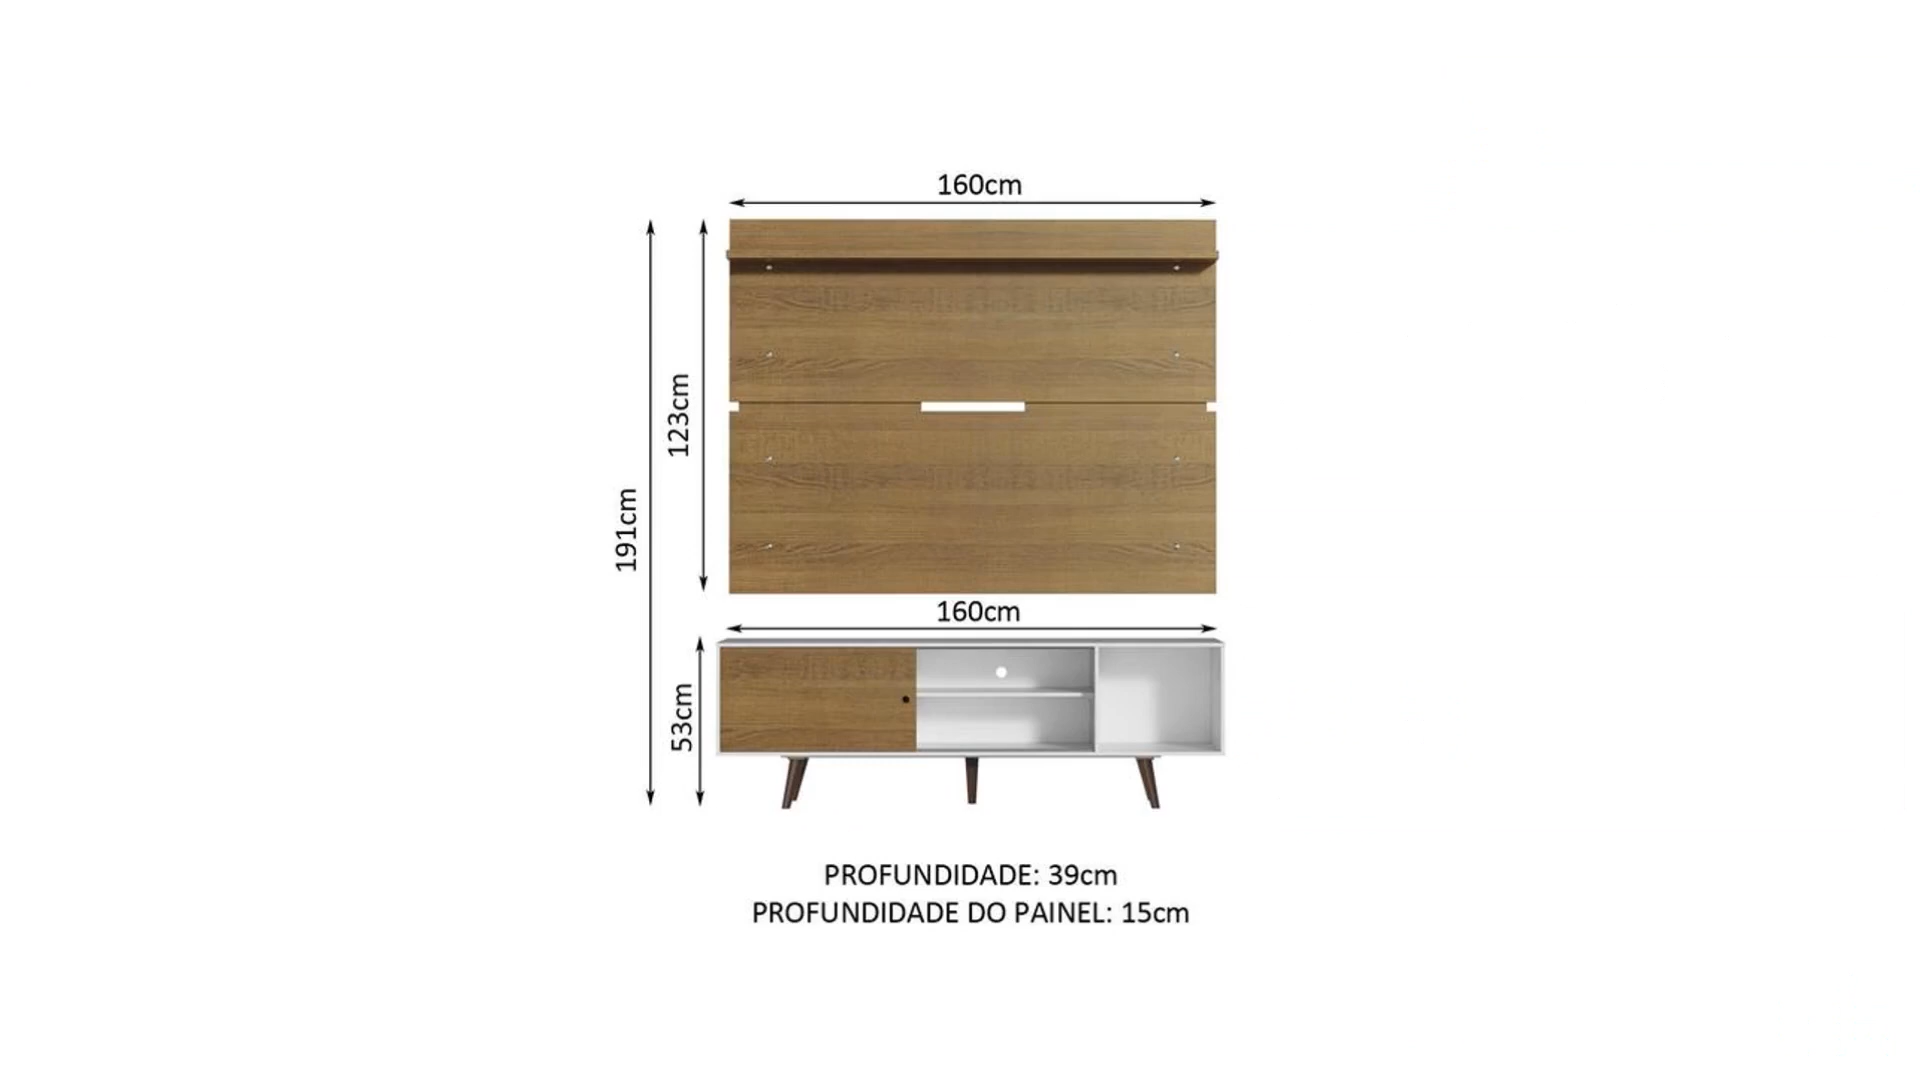 160cm
123cm
191cm
160cm
53cm
PROFUNDIDADE: 39cm
PROFUNDIDADE DO PAINEL: 15cm